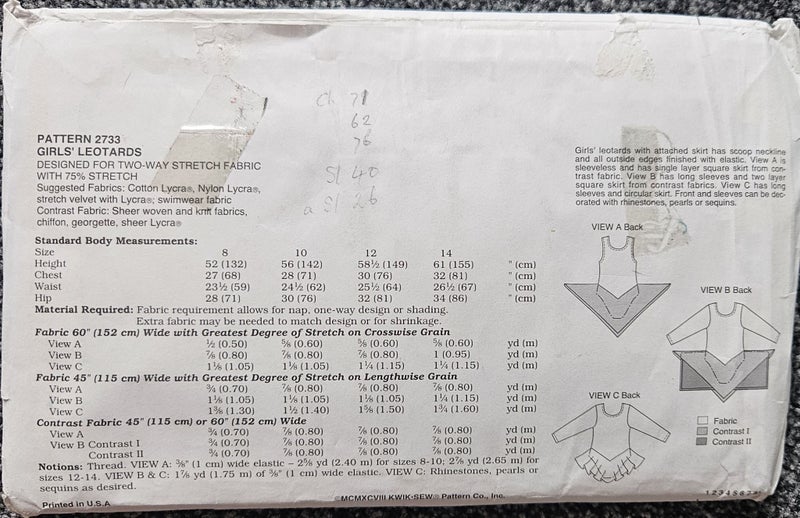 Ch 71
62
76
Sl 40
a Sl 26
PATTERN 2733
GIRLS' LEOTARDS
DESIGNED FOR TWO-WAY STRETCH FABRIC
WITH 75% STRETCH
Suggested Fabrics: Cotton Lycra®, Nylon Lycra®,
stretch velvet with Lycra®; swimwear fabric
Contrast Fabric: Sheer woven and knit fabrics,
chiffon, georgette, sheer Lycra®
Girls' leotards with attached skirt has scoop neckline
and all outside edges finished with elastic. View A is
sleeveless and has single layer square skirt from con-
trast fabric. View B has long sleeves and two layer
square skirt from contrast fabrics. View C has long
sleeves and circular skirt. Front and sleeves can be dec-
orated with rhinestones, pearls or sequins.
Standard Body Measurements:
Size 8 10 12 14
Height 52 (132) 56 (142) 58½ (149) 61 (155) " (cm)
Chest 27 (68) 28 (71) 30 (76) 32 (81) " (cm)
Waist 23½ (59) 24½ (62) 25½ (64) 26½ (67) " (cm)
Hip 28 (71) 30 (76) 32 (81) 34 (86) " (cm)
Material Required: Fabric requirement allows for nap, one-way design or shading.
Extra fabric may be needed to match design or for shrinkage.
Fabric 60" (152 cm) Wide with Greatest Degree of Stretch on Crosswise Grain
View A ½ (0.50) ⅝ (0.60) ⅝ (0.60) ⅝ (0.60) yd (m)
View B ⅞ (0.80) ⅞ (0.80) ⅞ (0.80) 1 (0.95) yd (m)
View C 1⅛ (1.05) 1⅛ (1.05) 1¼ (1.15) 1¼ (1.15) yd (m)
Fabric 45" (115 cm) Wide with Greatest Degree of Stretch on Lengthwise Grain
View A ¾ (0.70) ⅞ (0.80) ⅞ (0.80) ⅞ (0.80) yd (m)
View B 1⅛ (1.05) 1⅛ (1.05) 1⅛ (1.05) 1¼ (1.15) yd (m)
View C 1⅜ (1.30) 1½ (1.40) 1⅝ (1.50) 1¾ (1.60) yd (m)
Contrast Fabric 45" (115 cm) or 60" (152 cm) Wide
View A ¾ (0.70) ⅞ (0.80) ⅞ (0.80) ⅞ (0.80) yd (m)
View B Contrast I ¾ (0.70) ⅞ (0.80) ⅞ (0.80) ⅞ (0.80) yd (m)
Contrast II ¾ (0.70) ⅞ (0.80) ⅞ (0.80) ⅞ (0.80) yd (m)
Notions: Thread. VIEW A: ⅜" (1 cm) wide elastic – 2⅝ yd (2.40 m) for sizes 8-10; 2⅞ yd (2.65 m) for
sizes 12-14. VIEW B & C: 1⅞ yd (1.75 m) of ⅜" (1 cm) wide elastic. VIEW C: Rhinestones, pearls or
sequins as desired.
VIEW A Back
VIEW B Back
VIEW C Back
Fabric
Contrast I
Contrast II
Printed in U.S.A
©MCMXCVIII KWIK•SEW® Pattern Co., Inc.